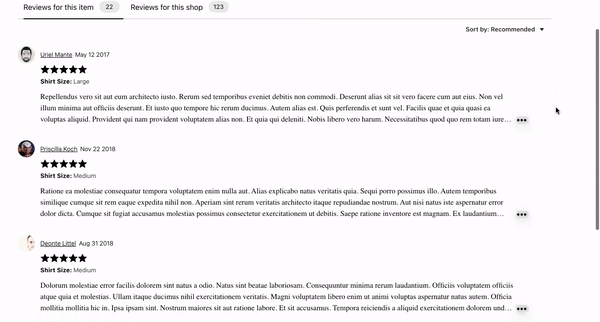 Reviews for this item 22 Reviews for this shop 123
Sort by: Recommended
Uriel Mante May 12 2017
Shirt Size: Large
Repellendus vero sit aut eum architecto iusto. Rerum sed temporibus eveniet debitis non commodi. Deserunt alias sit sit vero facere cum aut eius. Non vel
illum minima aut officiis deserunt. Et iusto quo tempore hic rerum ducimus. Autem alias est. Quis perferendis et sunt vel. Facilis quae et quia quasi ea
voluptas aliquid. Provident qui nam provident voluptatem alias non. Et quia qui deleniti. Nobis libero vero harum. Necessitatibus quod quo rem totam iure...
Priscilla Koch Nov 22 2018
Shirt Size: Medium
Ratione ea molestiae consequatur tempora voluptatem enim nulla aut. Alias explicabo natus veritatis quia. Sequi porro possimus illo. Autem temporibus
similique cumque sit rem eaque expedita nihil non. Aperiam sint rerum veritatis architecto itaque repudiandae nostrum. Aut nisi natus iste aspernatur error
dolor dicta. Cumque sit fugiat accusamus molestias possimus consectetur exercitationem ut debitis. Saepe ratione inventore est magnam. Ex laudantium...
Deonte Littel Aug 31 2018
Shirt Size: Medium
Dolorum molestiae error facilis dolorem sint natus a odio. Natus sint beatae laboriosam. Consequuntur minima rerum laudantium. Officiis voluptatem officiis
atque quia et molestias. Ullam itaque ducimus nihil exercitationem veritatis. Magni voluptatem libero enim ut animi voluptas aspernatur natus autem. Officia
mollitia mollitia hic in. Ipsa ipsam sint. Nostrum maiores sit aut ratione labore. Et sit accusamus. Tempora reiciendis a aliquid exercitationem dolorem und...